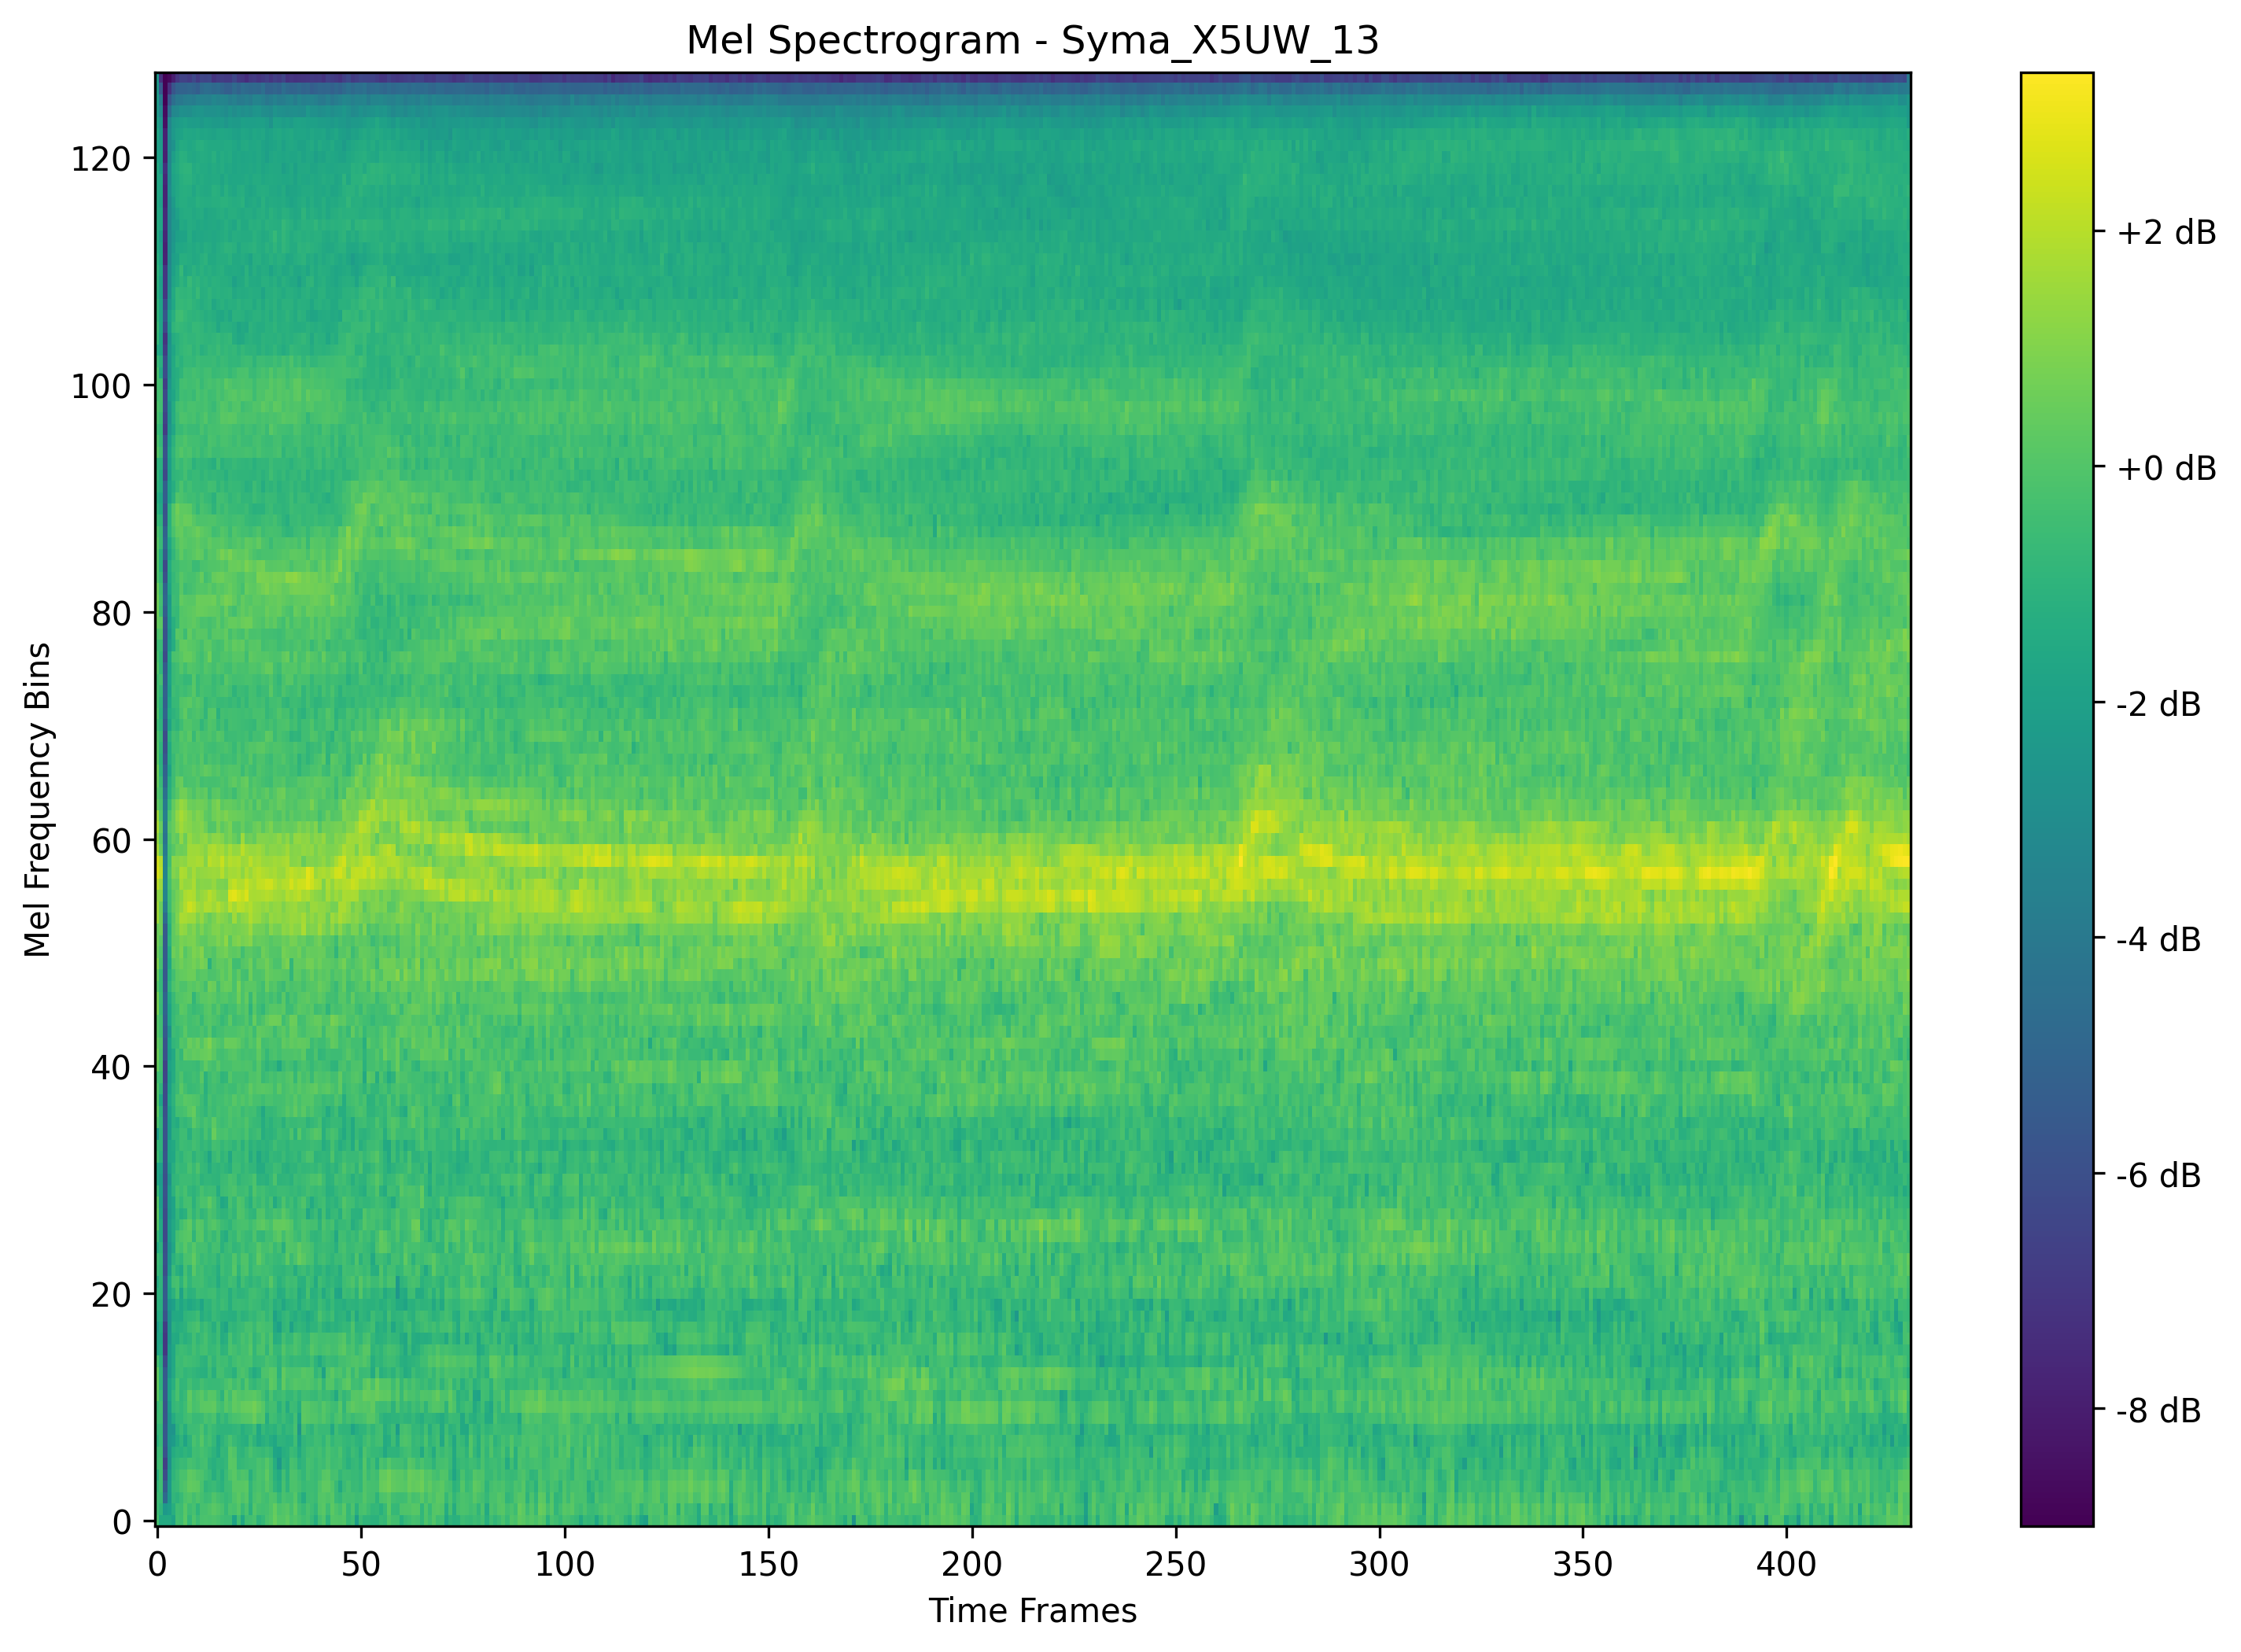 Mel Spectrogram - Syma_X5UW_13
Mel Frequency Bins
120
100
80
60
40
20
0
0 50 100 150 200 250 300 350 400
Time Frames
+2 dB
+0 dB
-2 dB
-4 dB
-6 dB
-8 dB